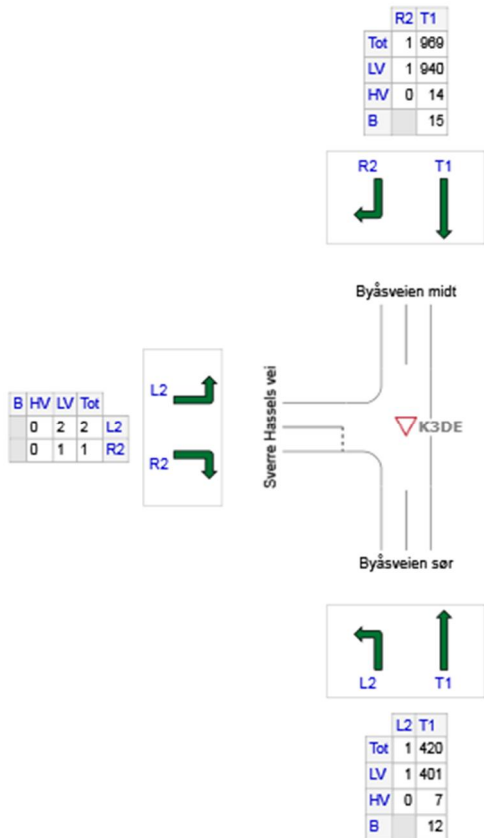 R2 T1
Tot 1 969
LV 1 940
HV 0 14
B 15
R2 T1
Byåsveien midt
Sverre Hassels vei
L2
B HV LV Tot
0 2 2 L2
0 1 1 R2
R2
K3DE
Byåsveien sør
L2 T1
L2 T1
Tot 1 420
LV 1 401
HV 0 7
B 12